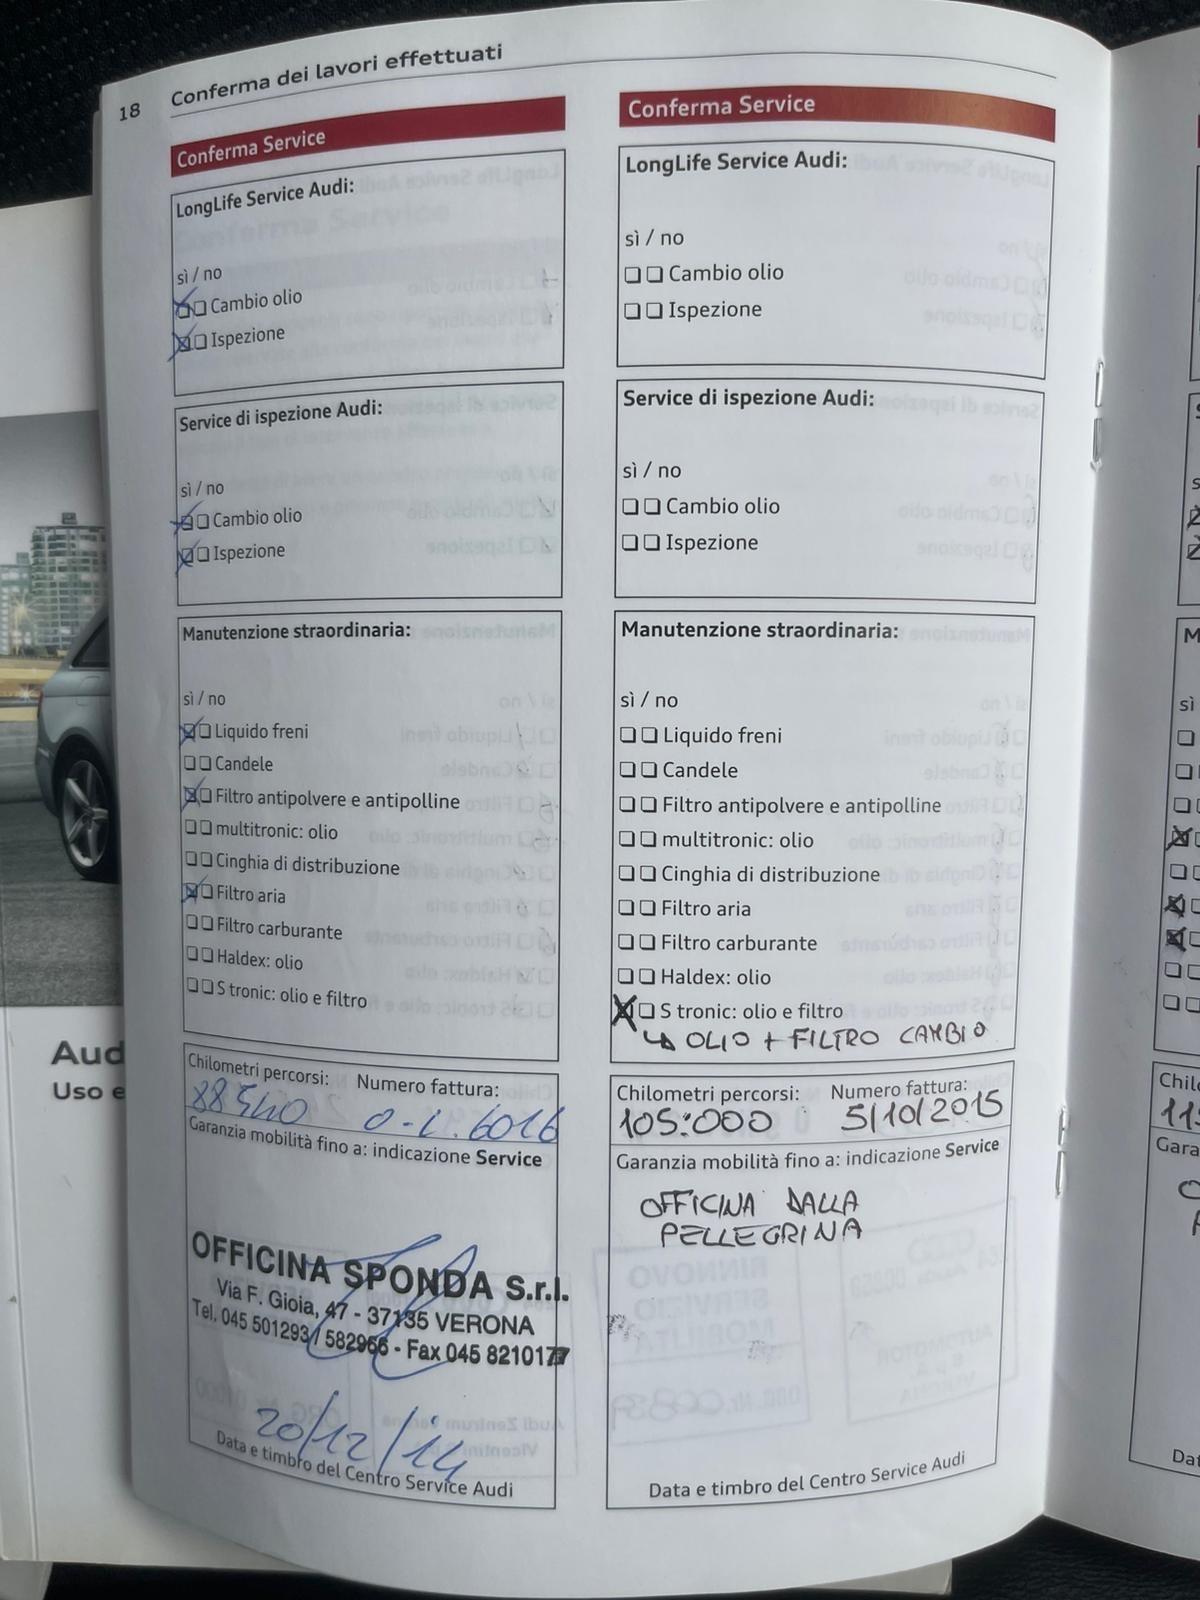 18 Conferma dei lavori effettuati
Conferma Service
LongLife Service Audi:
sì / no
Cambio olio
Ispezione
Service di ispezione Audi:
sì / no
Cambio olio
Ispezione
Manutenzione straordinaria:
sì / no
Liquido freni
Candele
Filtro antipolvere e antipolline
multitronic: olio
Cinghia di distribuzione
Filtro aria
Filtro carburante
Haldex: olio
S tronic: olio e filtro
Chilometri percorsi: Numero fattura:
88540
Garanzia mobilità fino a: indicazione Service
OFFICINA SPONDA S.r.l.
Via F. Gioia, 47 - 37135 VERONA
Tel. 045 501293 / 582966 - Fax 045 8210177
20/12/14
Data e timbro del Centro Service Audi
Conferma Service
LongLife Service Audi:
sì / no
Cambio olio
Ispezione
Service di ispezione Audi:
sì / no
Cambio olio
Ispezione
Manutenzione straordinaria:
sì / no
Liquido freni
Candele
Filtro antipolvere e antipolline
multitronic: olio
Cinghia di distribuzione
Filtro aria
Filtro carburante
Haldex: olio
S tronic: olio e filtro
↳ OLIO + FILTRO CAMBIO
Chilometri percorsi: Numero fattura:
105:000 5/10/2015
Garanzia mobilità fino a: indicazione Service
OFFICINA DALLA
PELLEGRINA
Data e timbro del Centro Service Audi
Aud
Uso e